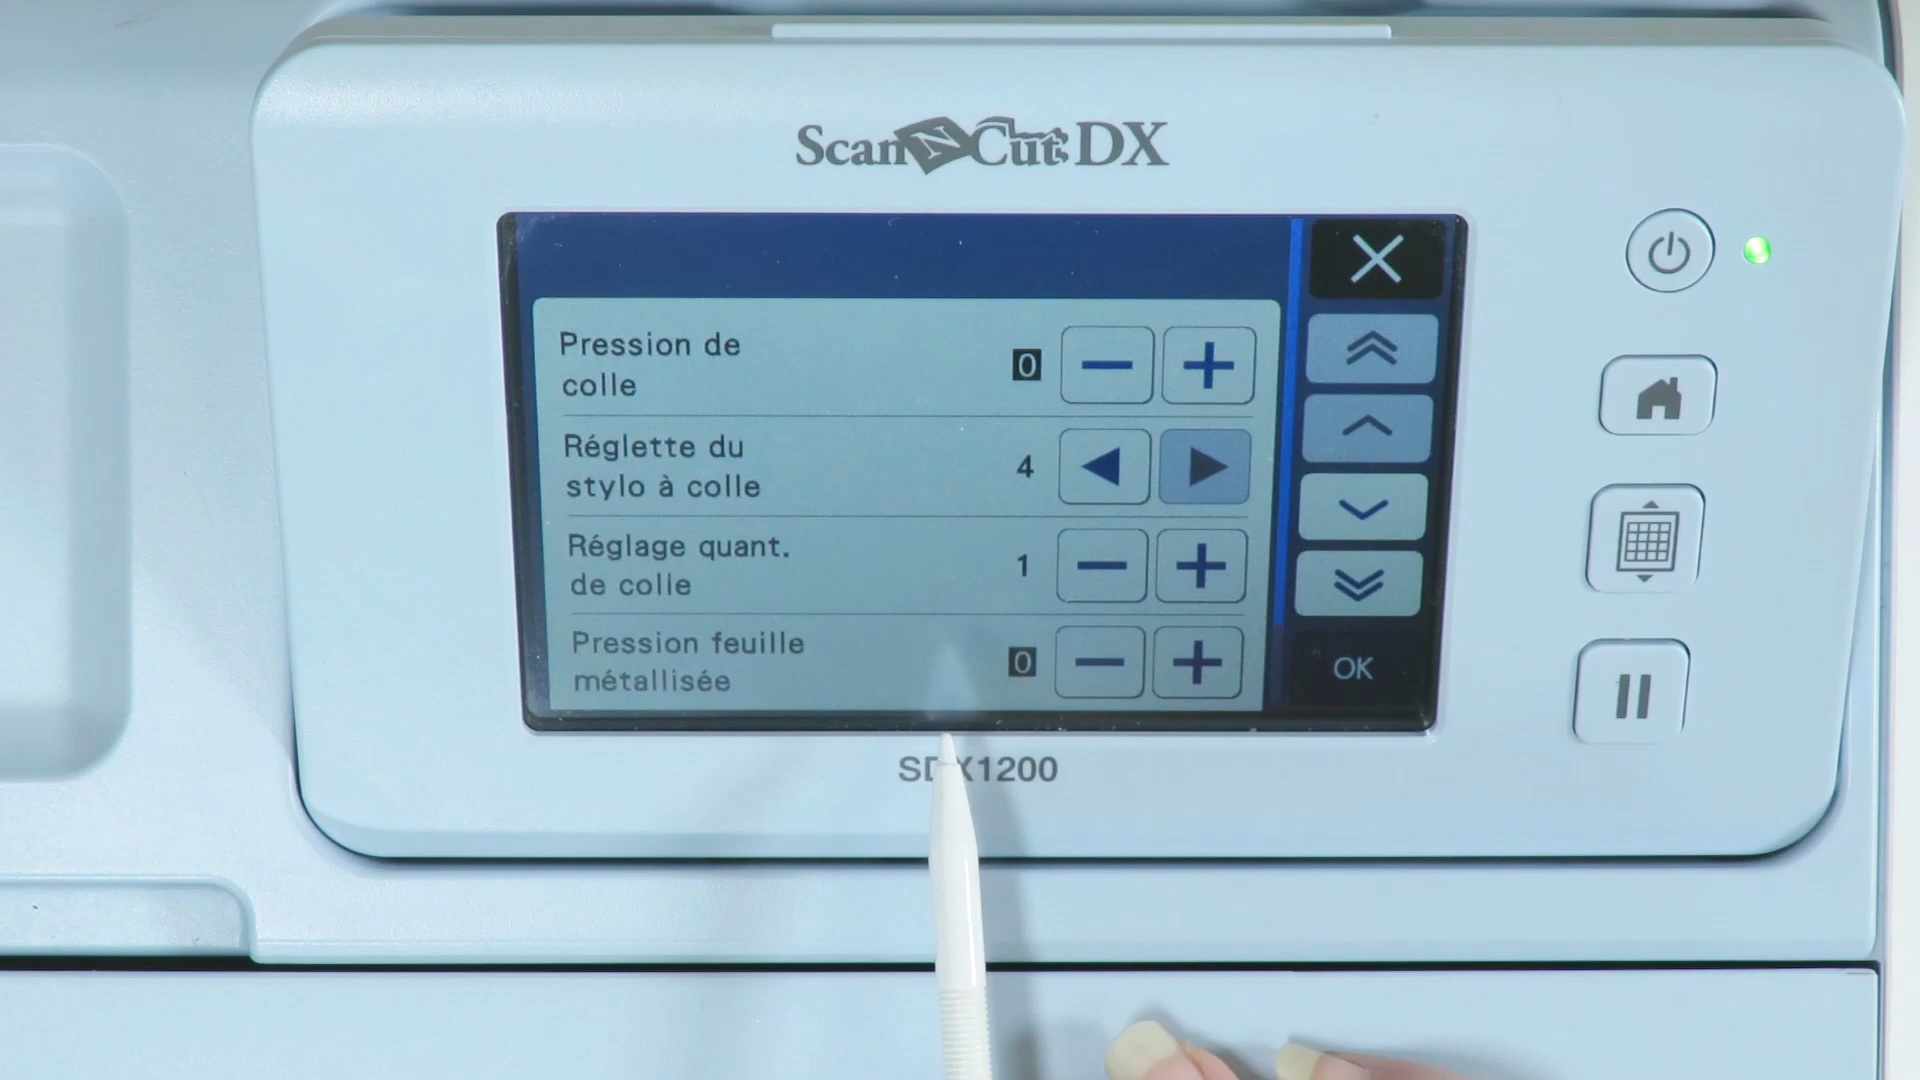 ScanNCut DX
Pression de
colle
0
Réglette du
stylo à colle
4
Réglage quant.
de colle
1
Pression feuille
métallisée
0
OK
SDX1200